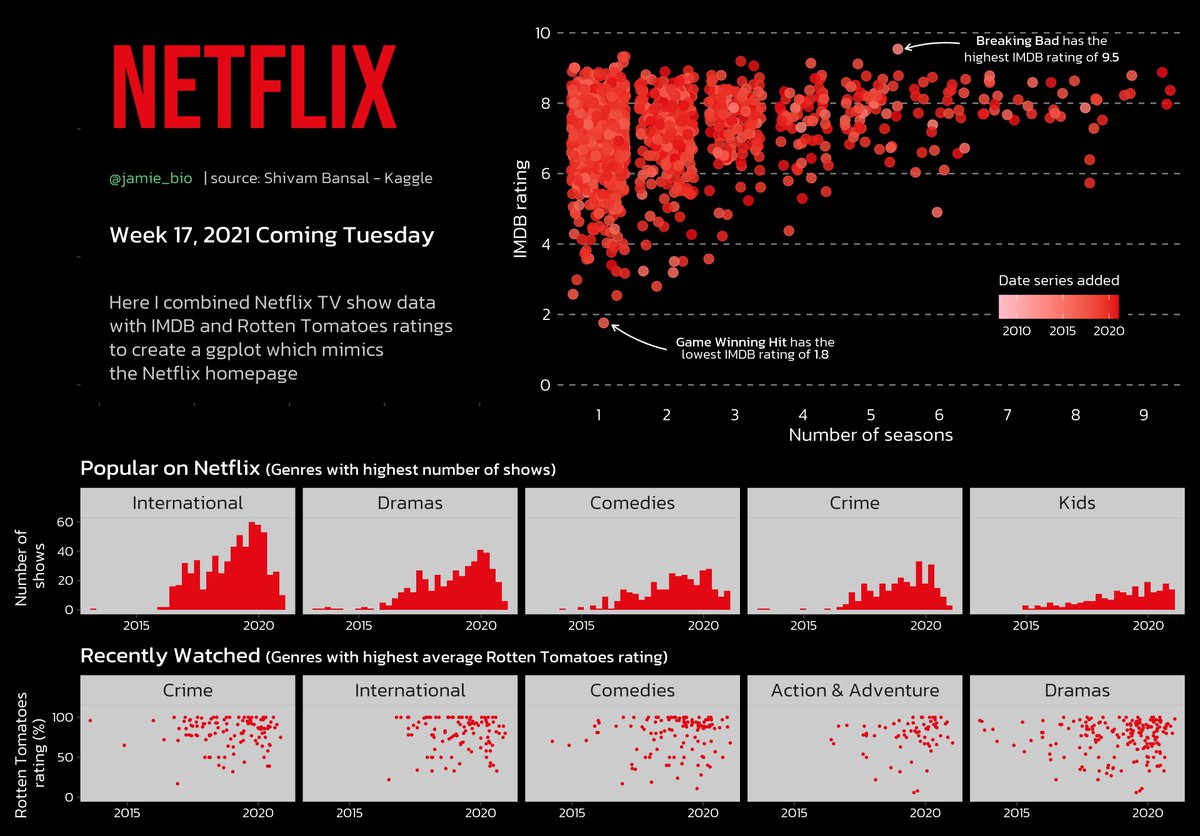 NETFLIX
@jamie_bio | source: Shivam Bansal - Kaggle
Week 17, 2021 Coming Tuesday
Here I combined Netflix TV show data
with IMDB and Rotten Tomatoes ratings
to create a ggplot which mimics
the Netflix homepage
IMDB rating
10
8
6
4
2
0
Breaking Bad has the
highest IMDB rating of 9.5
Date series added
2010 2015 2020
Game Winning Hit has the
lowest IMDB rating of 1.8
1 2 3 4 5 6 7 8 9
Number of seasons
Popular on Netflix (Genres with highest number of shows)
International Dramas Comedies Crime Kids
Number of
shows
60
40
20
0
2015 2020 2015 2020 2015 2020 2015 2020 2015 2020
Recently Watched (Genres with highest average Rotten Tomatoes rating)
Crime International Comedies Action & Adventure Dramas
Rotten Tomatoes
rating (%)
100
50
0
2015 2020 2015 2020 2015 2020 2015 2020 2015 2020